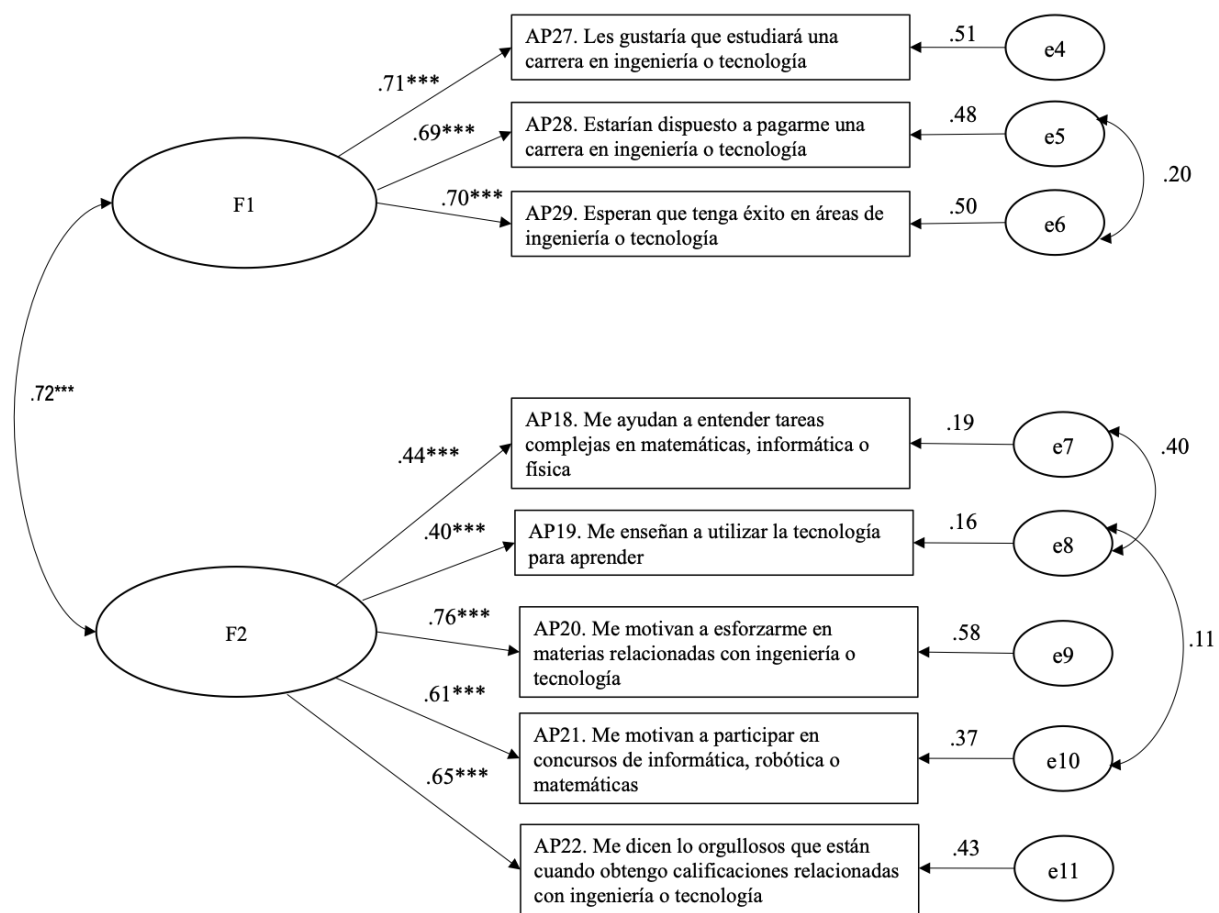 AP27. Les gustaría que estudiará una
carrera en ingeniería o tecnología
.51
e4
.71***
AP28. Estarían dispuesto a pagarme una
carrera en ingeniería o tecnología
.48
e5
.69***
.20
F1
.70***
AP29. Esperan que tenga éxito en áreas de
ingeniería o tecnología
.50
e6
.72***
AP18. Me ayudan a entender tareas
complejas en matemáticas, informática o
física
.19
e7
.40
.44***
.40***
AP19. Me enseñan a utilizar la tecnología
para aprender
.16
e8
F2
.76***
AP20. Me motivan a esforzarme en
materias relacionadas con ingeniería o
tecnología
.58
e9
.11
.61***
AP21. Me motivan a participar en
concursos de informática, robótica o
matemáticas
.37
e10
.65***
AP22. Me dicen lo orgullosos que están
cuando obtengo calificaciones relacionadas
con ingeniería o tecnología
.43
e11